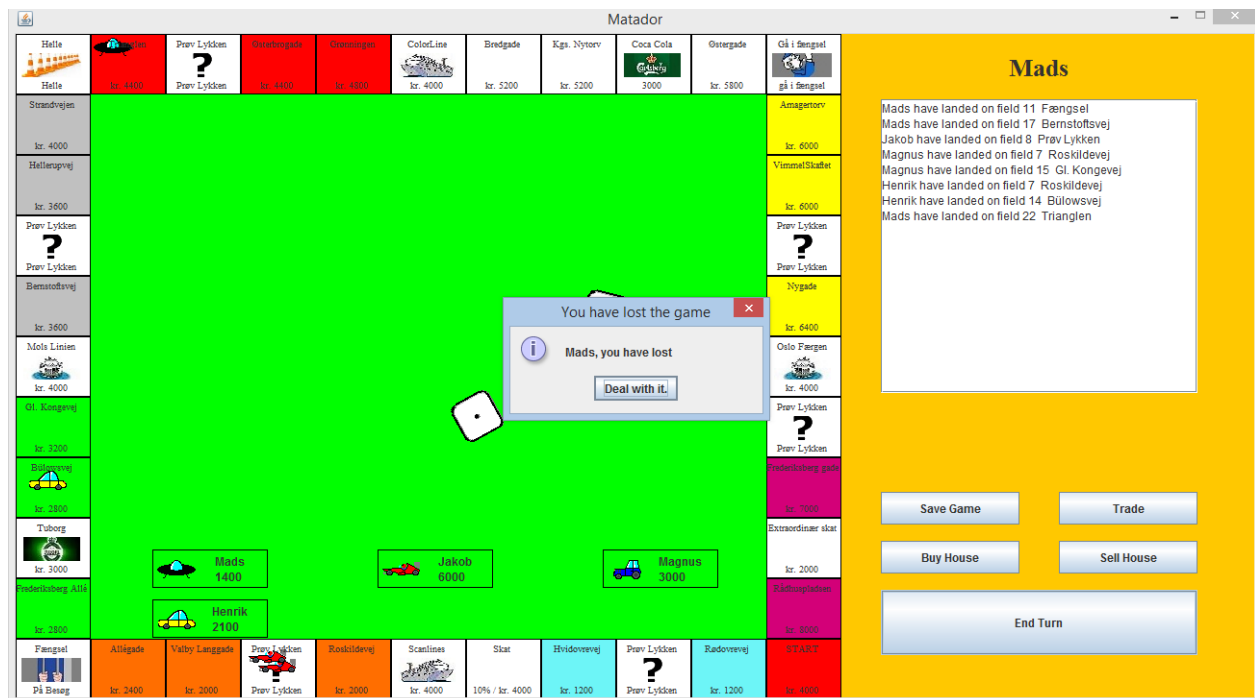 Matador
Helle
Helle
kr. 4400
Prøv Lykken
?
Prøv Lykken
Østerbrogade
kr. 4400
Grønningen
kr. 4800
ColorLine
kr. 4000
Bredgade
kr. 5200
Kgs. Nytorv
kr. 5200
Coca Cola
Carlsberg
3000
Østergade
kr. 5800
Gå i fængsel
gå i fængsel
Strandvejen
kr. 4000
Hellerupvej
kr. 3600
Prøv Lykken
?
Prøv Lykken
Bernstoftsvej
kr. 3600
Mols Linien
kr. 4000
Gl. Kongevej
kr. 3200
Bülowsvej
kr. 2800
Tuborg
kr. 3000
Frederiksberg Allé
kr. 2800
Amagertorv
kr. 6000
VimmelSkaftet
kr. 6000
Prøv Lykken
?
Prøv Lykken
Nygade
kr. 6400
Oslo Færgen
kr. 4000
Prøv Lykken
?
Prøv Lykken
Frederiksberg gade
kr. 7000
Extraordinær skat
kr. 2000
Rådhuspladsen
kr. 8000
You have lost the game
Mads, you have lost
Deal with it.
Mads
1400
Jakob
6000
Magnus
3000
Henrik
2100
Fængsel
På Besøg
Allégade
kr. 2400
Valby Langgade
kr. 2000
Prøv Lykken
Prøv Lykken
Roskildevej
kr. 2000
Scanlines
kr. 4000
Skat
10% / kr. 4000
Hvidovrevej
kr. 1200
Prøv Lykken
?
Prøv Lykken
Rødovrevej
kr. 1200
START
kr. 4000
Mads
Mads have landed on field 11 Fængsel
Mads have landed on field 17 Bernstoftsvej
Jakob have landed on field 8 Prøv Lykken
Magnus have landed on field 7 Roskildevej
Magnus have landed on field 15 Gl. Kongevej
Henrik have landed on field 7 Roskildevej
Henrik have landed on field 14 Bülowsvej
Mads have landed on field 22 Trianglen
Save Game
Trade
Buy House
Sell House
End Turn